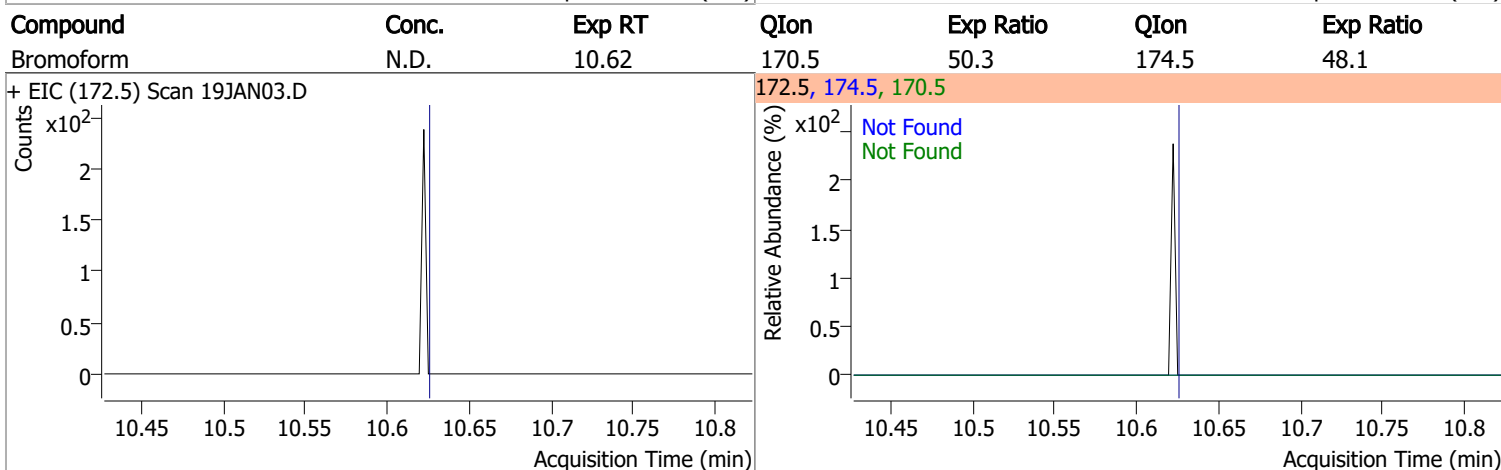 Compound Conc. Exp RT QIon Exp Ratio QIon Exp Ratio
Bromoform N.D. 10.62 170.5 50.3 174.5 48.1
+ EIC (172.5) Scan 19JAN03.D
Counts
x102
2
1.5
1
0.5
0
10.45 10.5 10.55 10.6 10.65 10.7 10.75 10.8
Acquisition Time (min)
172.5, 174.5, 170.5
Relative Abundance (%)
x102
Not Found
Not Found
2
1.5
1
0.5
0
10.45 10.5 10.55 10.6 10.65 10.7 10.75 10.8
Acquisition Time (min)